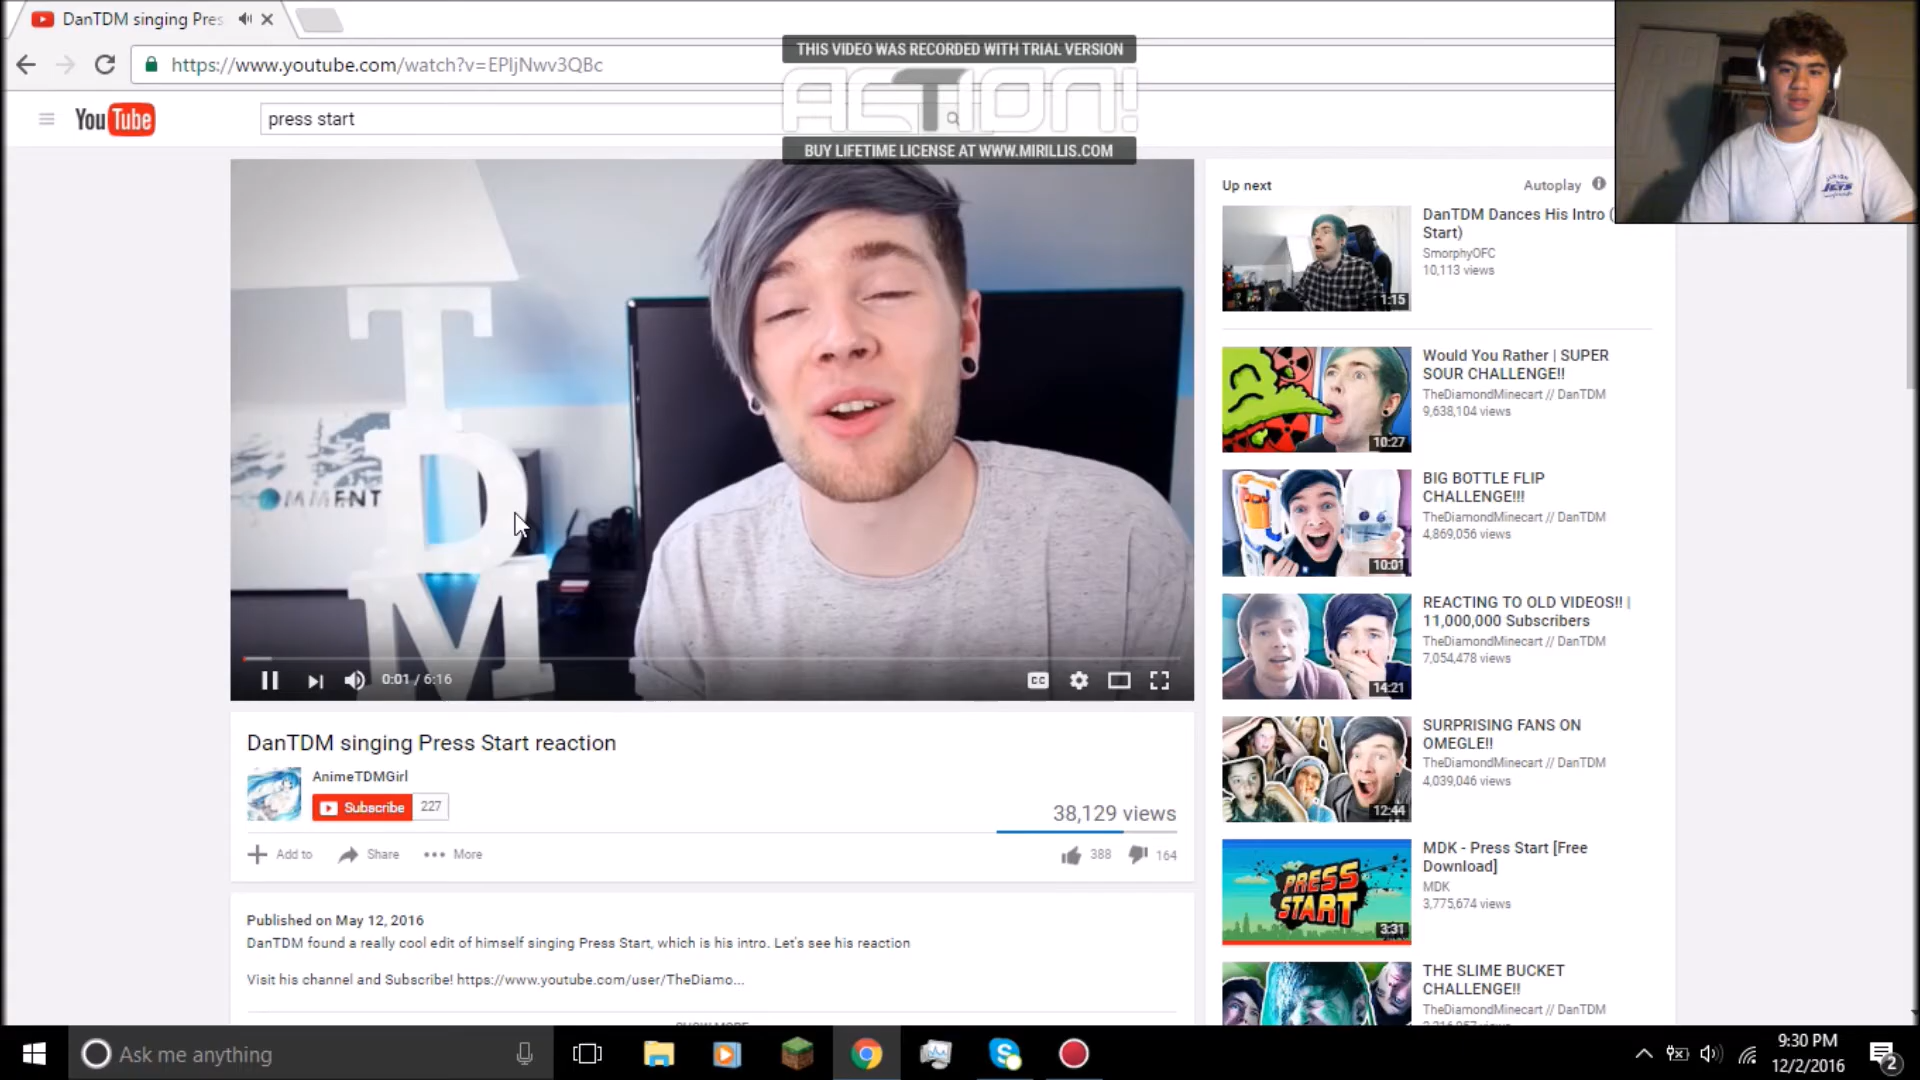 DanTDM singing Pres
https://www.youtube.com/watch?v=EPIjNwv3QBc
THIS VIDEO WAS RECORDED WITH TRIAL VERSION
ACTION!
BUY LIFETIME LICENSE AT WWW.MIRILLIS.COM
YouTube
press start
JETS
T
D
M
COMMENT
0:01 / 6:16
CC
DanTDM singing Press Start reaction
AnimeTDMGirl
Subscribe 227
38,129 views
Add to Share More
388 164
Published on May 12, 2016
DanTDM found a really cool edit of himself singing Press Start, which is his intro. Let's see his reaction
Visit his channel and Subscribe! https://www.youtube.com/user/TheDiamo...
SHOW MORE
Up next Autoplay
DanTDM Dances His Intro (
Start)
SmorphyOFC
10,113 views
1:15
Would You Rather | SUPER
SOUR CHALLENGE!!
TheDiamondMinecart // DanTDM
9,638,104 views
10:27
BIG BOTTLE FLIP
CHALLENGE!!!
TheDiamondMinecart // DanTDM
4,869,056 views
10:01
REACTING TO OLD VIDEOS!! |
11,000,000 Subscribers
TheDiamondMinecart // DanTDM
7,054,478 views
14:21
SURPRISING FANS ON
OMEGLE!!
TheDiamondMinecart // DanTDM
4,039,046 views
12:44
MDK - Press Start [Free
Download]
MDK
3,775,674 views
PRESS
START
3:31
THE SLIME BUCKET
CHALLENGE!!
TheDiamondMinecart // DanTDM
Ask me anything
9:30 PM
12/2/2016
2